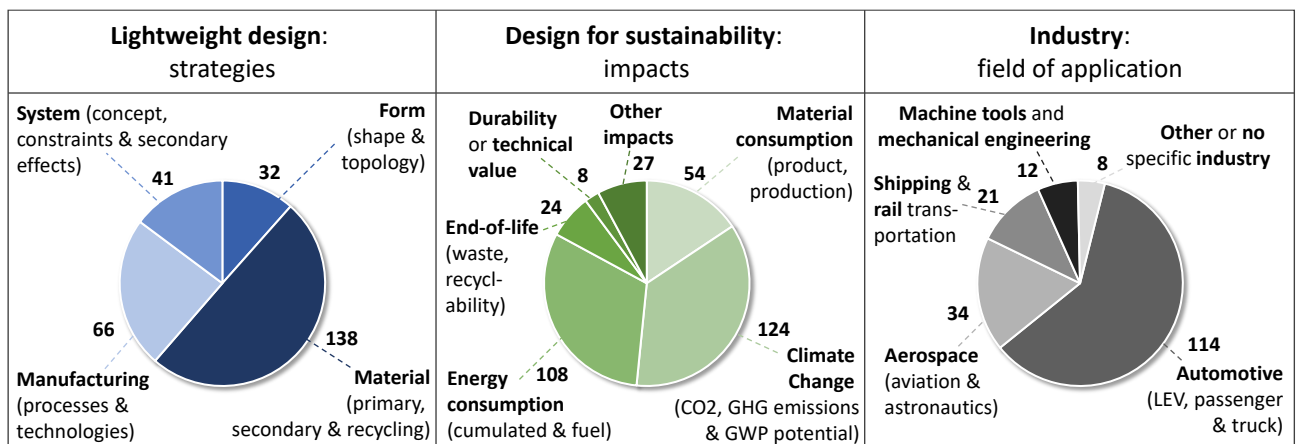 Lightweight design:
strategies
System (concept,
constraints & secondary
effects)
41
Form
(shape &
topology)
32
66
Manufacturing
(processes &
technologies)
138
Material
(primary,
secondary & recycling)
Design for sustainability:
impacts
Durability
or technical
value
8
Other
impacts
27
Material
consumption
(product,
production)
54
24
End-of-life
(waste,
recycl-
ability)
Energy
consumption
(cumulated & fuel)
108
124
Climate
Change
(CO2, GHG emissions
& GWP potential)
Industry:
field of application
Machine tools and
mechanical engineering
12
Other or no
specific industry
8
Shipping &
rail trans-
portation
21
34
Aerospace
(aviation &
astronautics)
114
Automotive
(LEV, passenger
& truck)